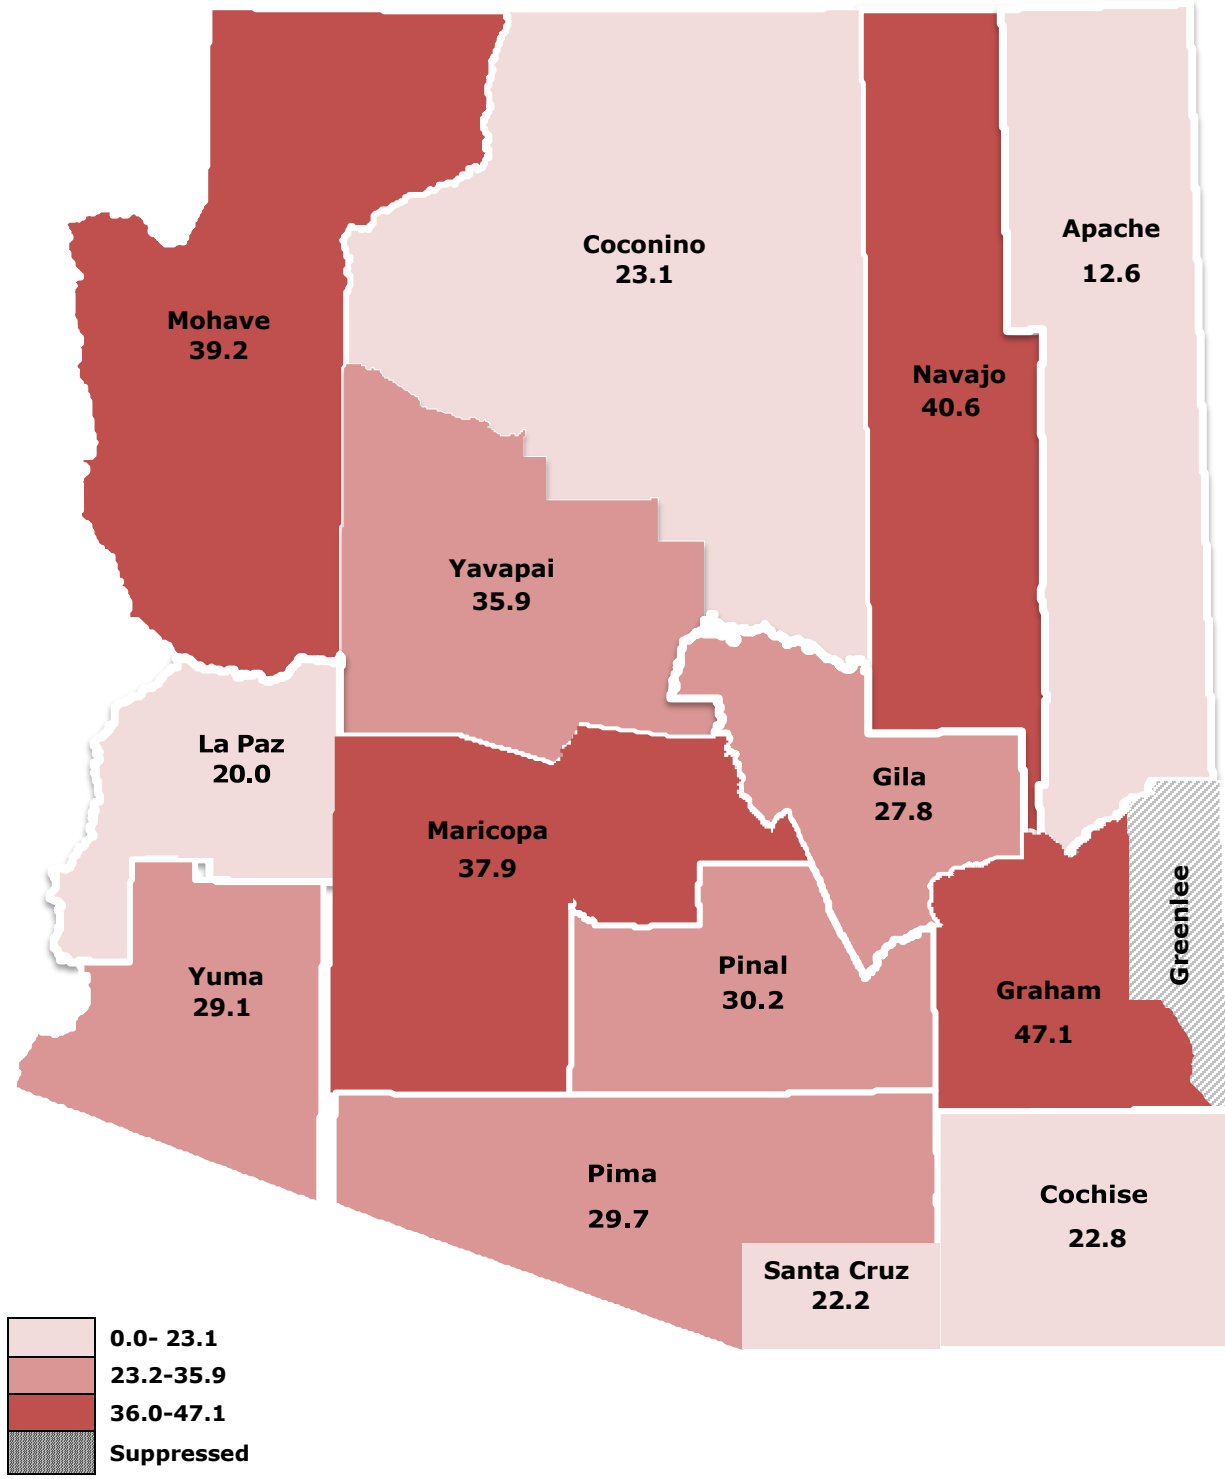 Apache
12.6
Coconino
23.1
Mohave
39.2
Navajo
40.6
Yavapai
35.9
La Paz
20.0
Gila
27.8
Maricopa
37.9
Greenlee
Pinal
30.2
Yuma
29.1
Graham
47.1
Pima
29.7
Cochise
22.8
Santa Cruz
22.2
0.0- 23.1
23.2-35.9
36.0-47.1
Suppressed